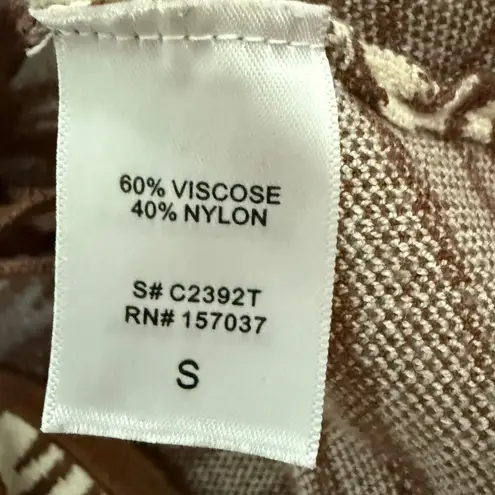 60% VISCOSE
40% NYLON
S# C2392T
RN# 157037
S